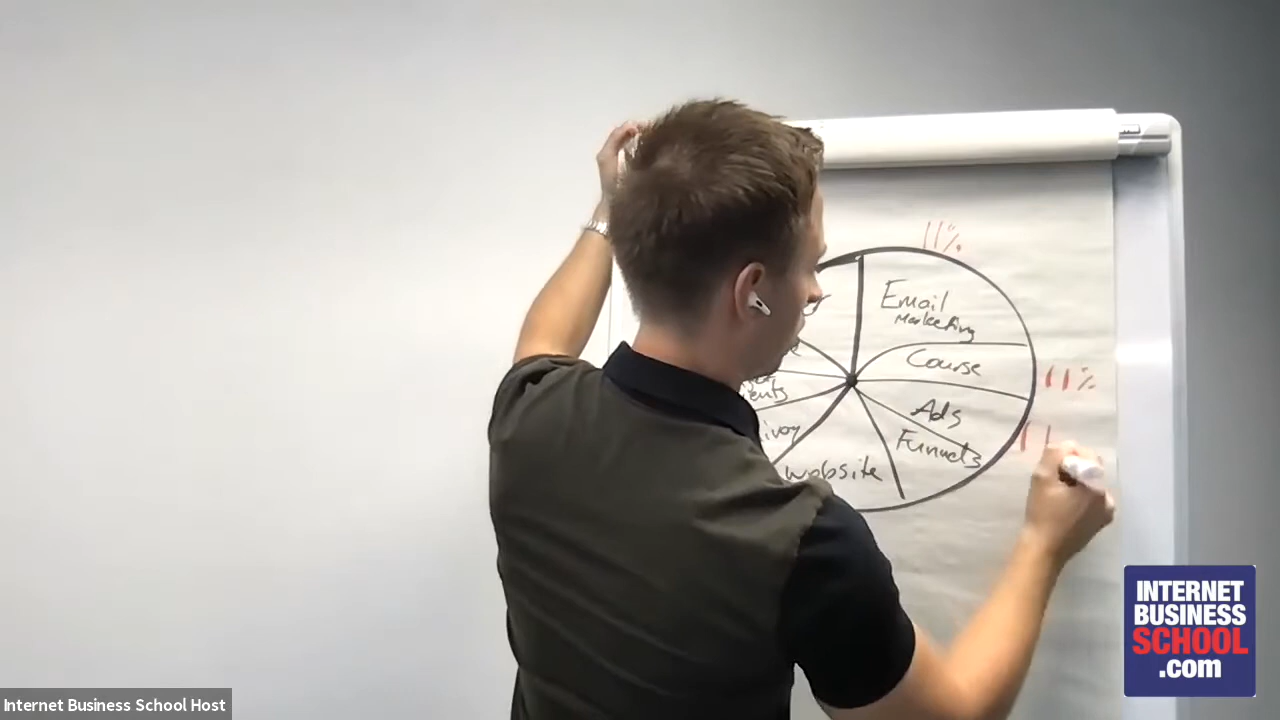 11%
Email
Marketing
Course
11%
Ads
Funnels
website
INTERNET
BUSINESS
SCHOOL
.com
Internet Business School Host